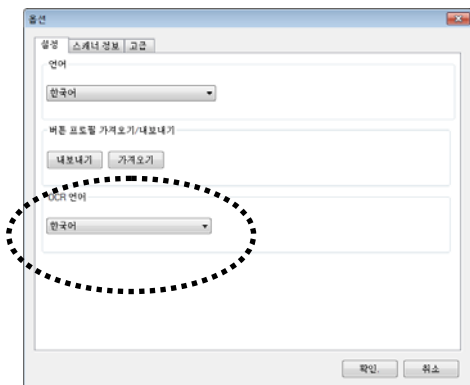 옵션
설정 스캐너 정보 고급
언어
한국어
버튼 프로필 가져오기/내보내기
내보내기 가져오기
OCR 언어
한국어
확인. 취소